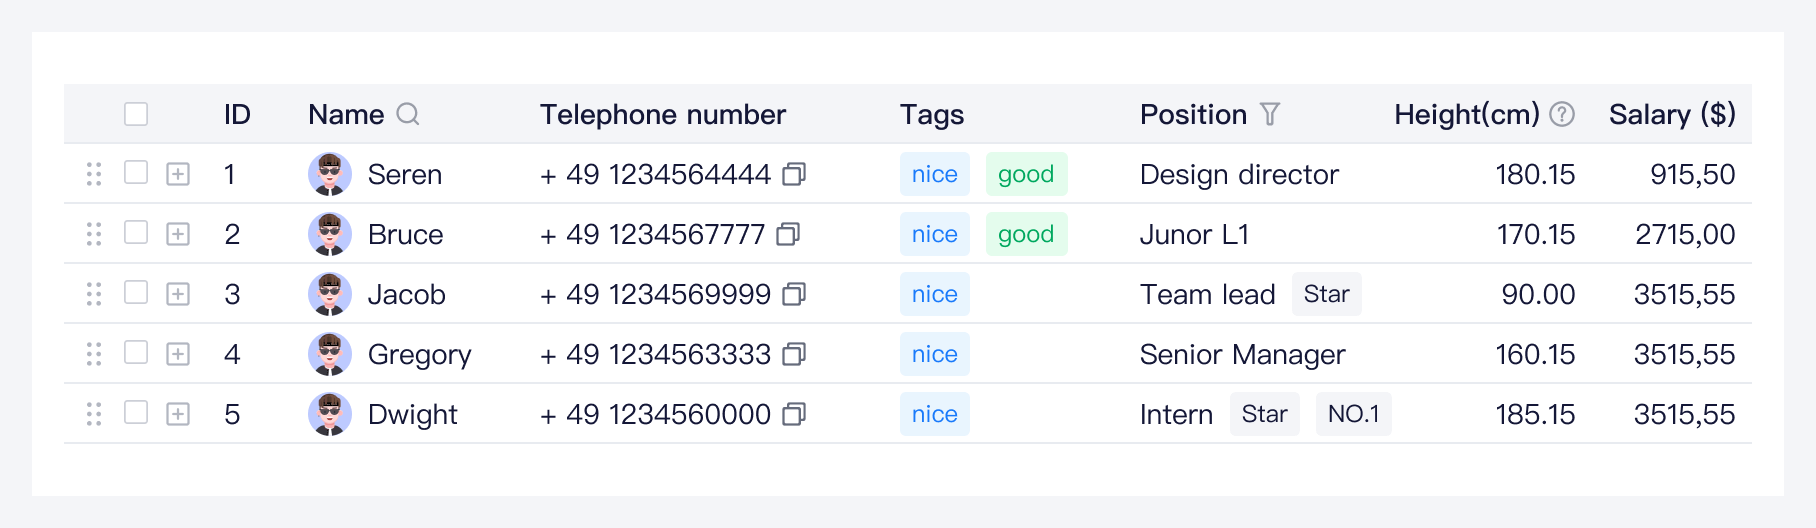 ID Name Telephone number Tags Position Height(cm) Salary ($)
1 Seren + 49 1234564444 nice good Design director 180.15 915,50
2 Bruce + 49 1234567777 nice good Junor L1 170.15 2715,00
3 Jacob + 49 1234569999 nice Team lead Star 90.00 3515,55
4 Gregory + 49 1234563333 nice Senior Manager 160.15 3515,55
5 Dwight + 49 1234560000 nice Intern Star NO.1 185.15 3515,55